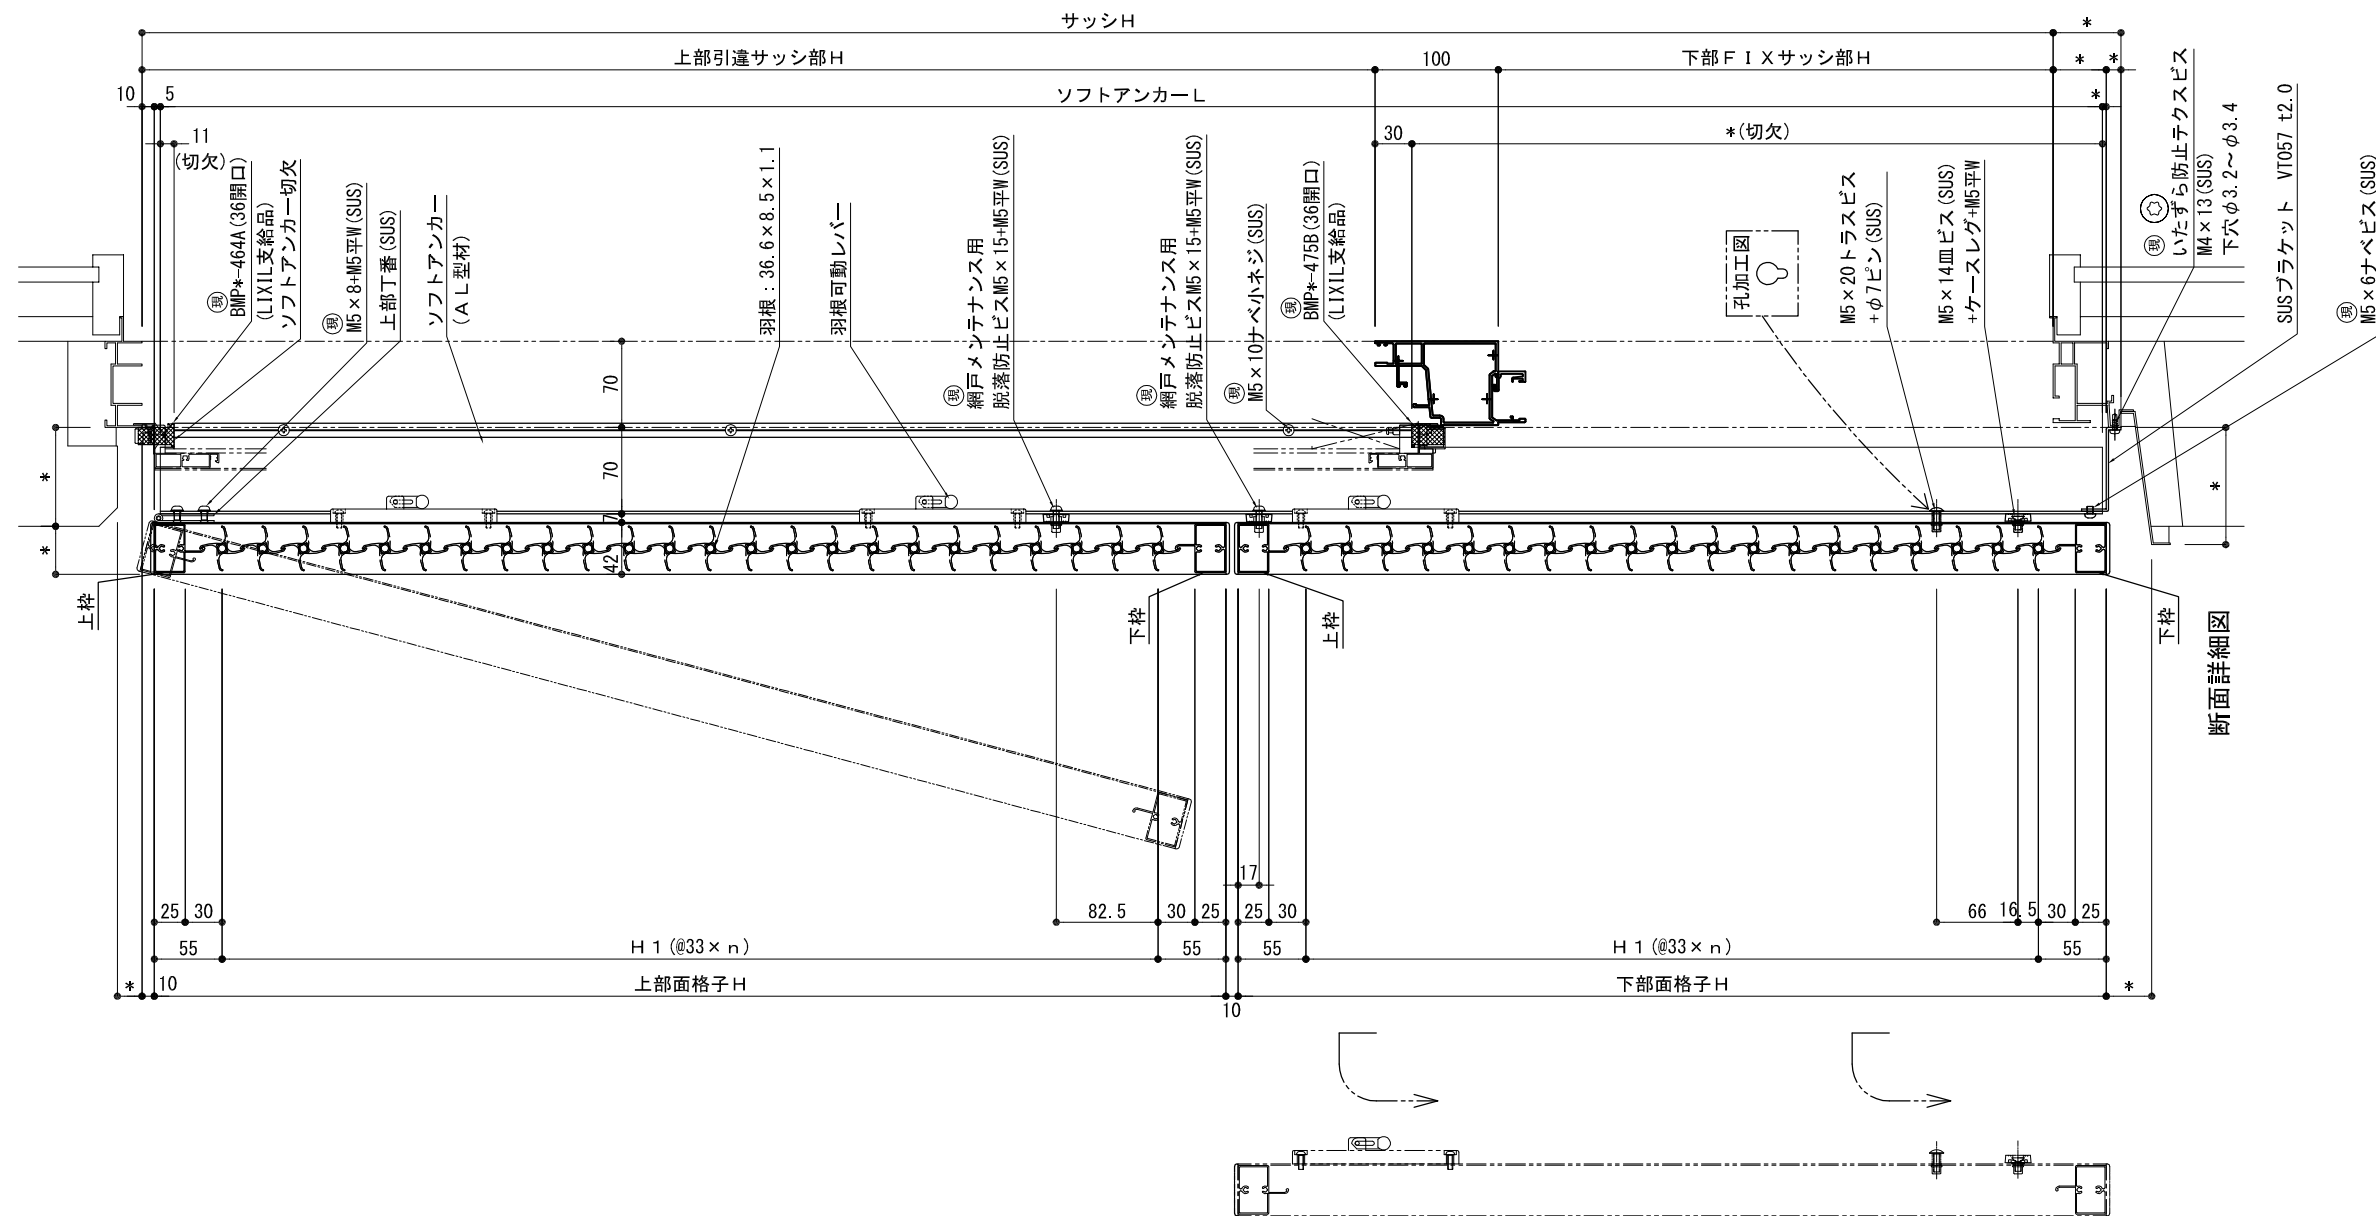 サッシH
*
上部引違サッシ部H
100
下部FIXサッシ部H
*
*
10
5
ソフトアンカーL
*
11
(切欠)
30
*(切欠)
現
BMP*-464A(36開口)
(LIXIL支給品)
ソフトアンカー切欠
現
M5×8+M5平W(SUS)
上部丁番(SUS)
ソフトアンカー
(AL型材)
羽根:36.6×8.5×1.1
羽根可動レバー
現
網戸メンテナンス用
脱落防止ビスM5×15+M5平W(SUS)
現
網戸メンテナンス用
脱落防止ビスM5×15+M5平W(SUS)
現
M5×10ナベ小ネジ(SUS)
現
BMP*-475B(36開口)
(LIXIL支給品)
孔加工図
M5×20トラスビス
+φ7ピン(SUS)
M5×14皿ビス(SUS)
+ケースレグ+M5平W
現
いたずら防止テクスビス
M4×13(SUS)
下穴φ3.2~φ3.4
SUSブラケット VT057 t2.0
現
M5×6ナベビス(SUS)
70
70
7
42
*
*
*
上枠
下枠
上枠
下枠
断面詳細図
17
25
30
82.5
30
25
25
30
66
16.5
30
25
55
H1(@33×n)
55
55
H1(@33×n)
55
*
10
上部面格子H
10
下部面格子H
*